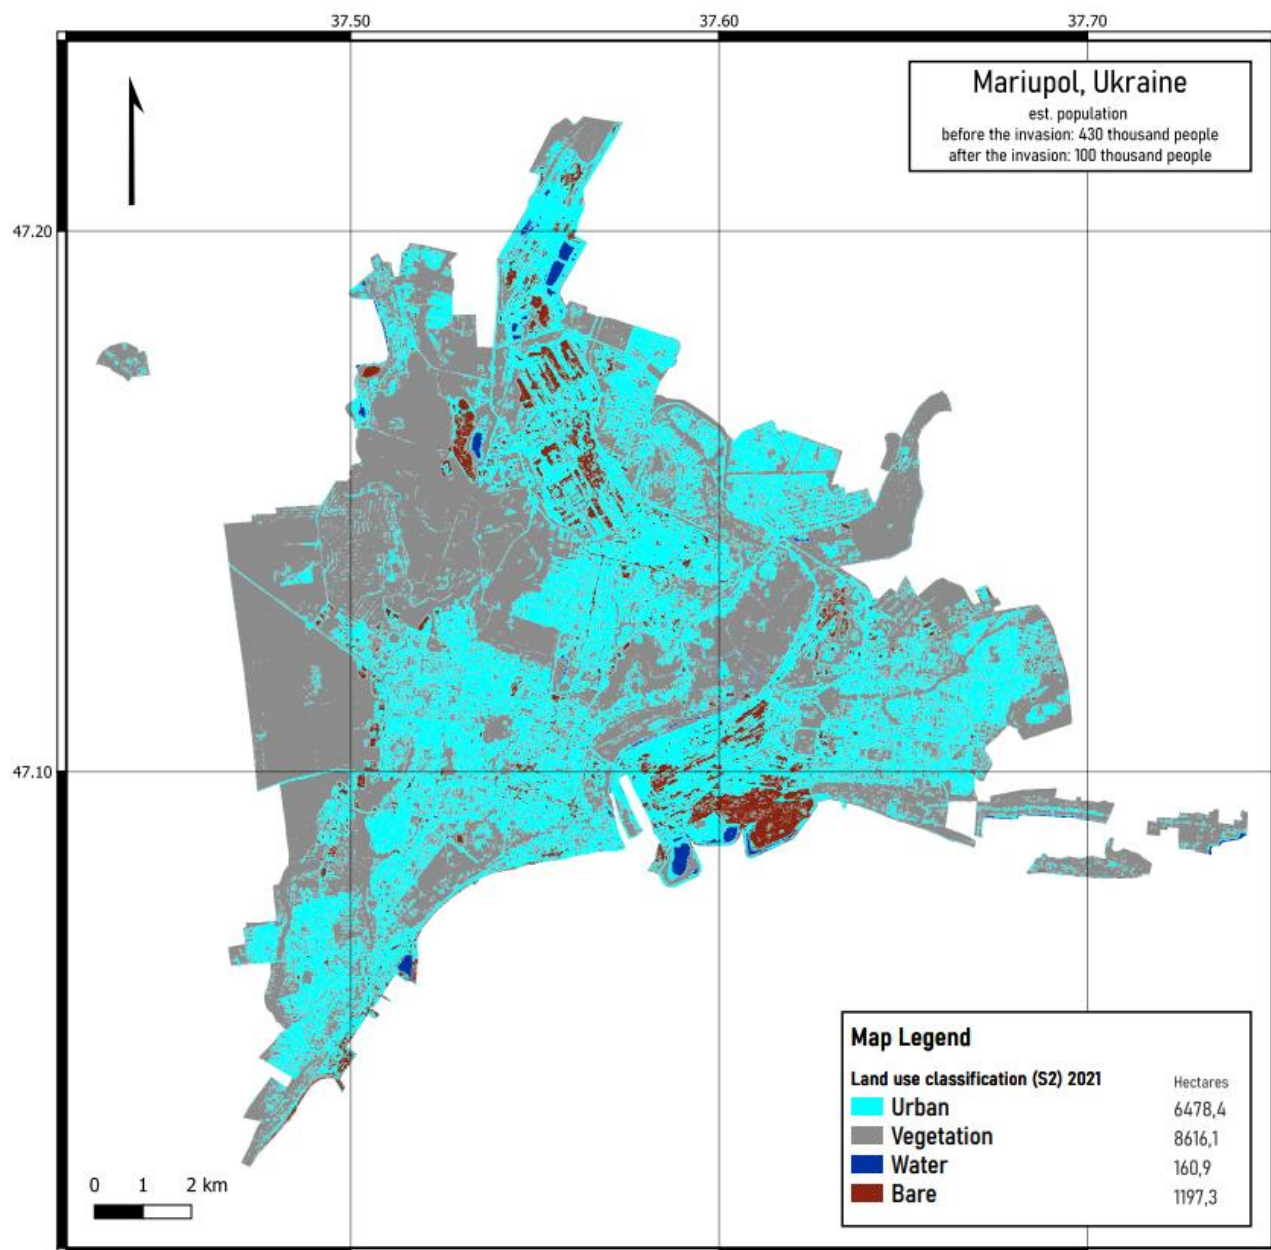 37.50
37.60
37.70
Mariupol, Ukraine
est. population
before the invasion: 430 thousand people
after the invasion: 100 thousand people
47.20
47.10
Map Legend
Land use classification (S2) 2021 Hectares
Urban 6478,4
Vegetation 8616,1
Water 160,9
Bare 1197,3
0 1 2 km